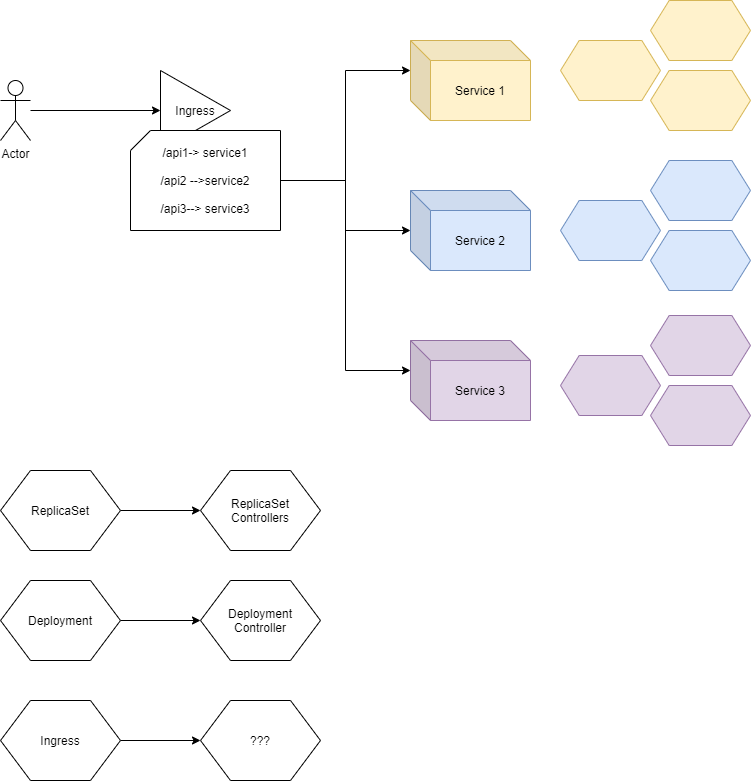 Actor
Ingress
/api1-> service1
/api2 -->service2
/api3--> service3
Service 1
Service 2
Service 3
ReplicaSet
ReplicaSet
Controllers
Deployment
Deployment
Controller
Ingress
???